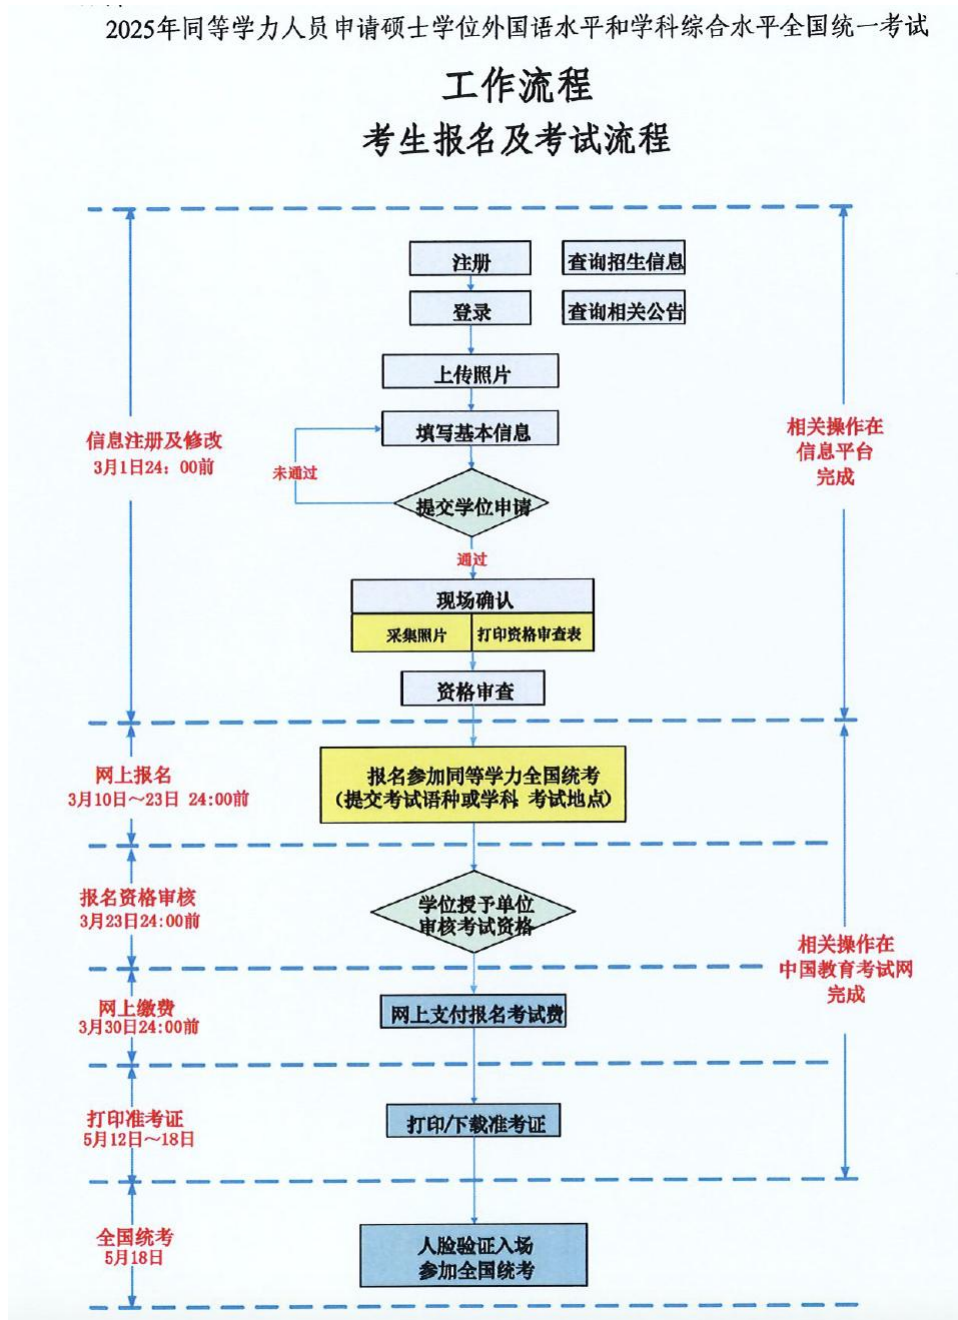 2025年同等学力人员申请硕士学位外国语水平和学科综合水平全国统一考试
工作流程
考生报名及考试流程
注册
查询招生信息
登录
查询相关公告
上传照片
填写基本信息
信息注册及修改
3月1日24：00前
相关操作在
信息平台
完成
未通过
提交学位申请
通过
现场确认
采集照片
打印资格审查表
资格审查
网上报名
3月10日～23日 24:00前
报名参加同等学力全国统考
(提交考试语种或学科 考试地点)
报名资格审核
3月23日24:00前
学位授予单位
审核考试资格
相关操作在
中国教育考试网
完成
网上缴费
3月30日24:00前
网上支付报名考试费
打印准考证
5月12日～18日
打印/下载准考证
全国统考
5月18日
人脸验证入场
参加全国统考